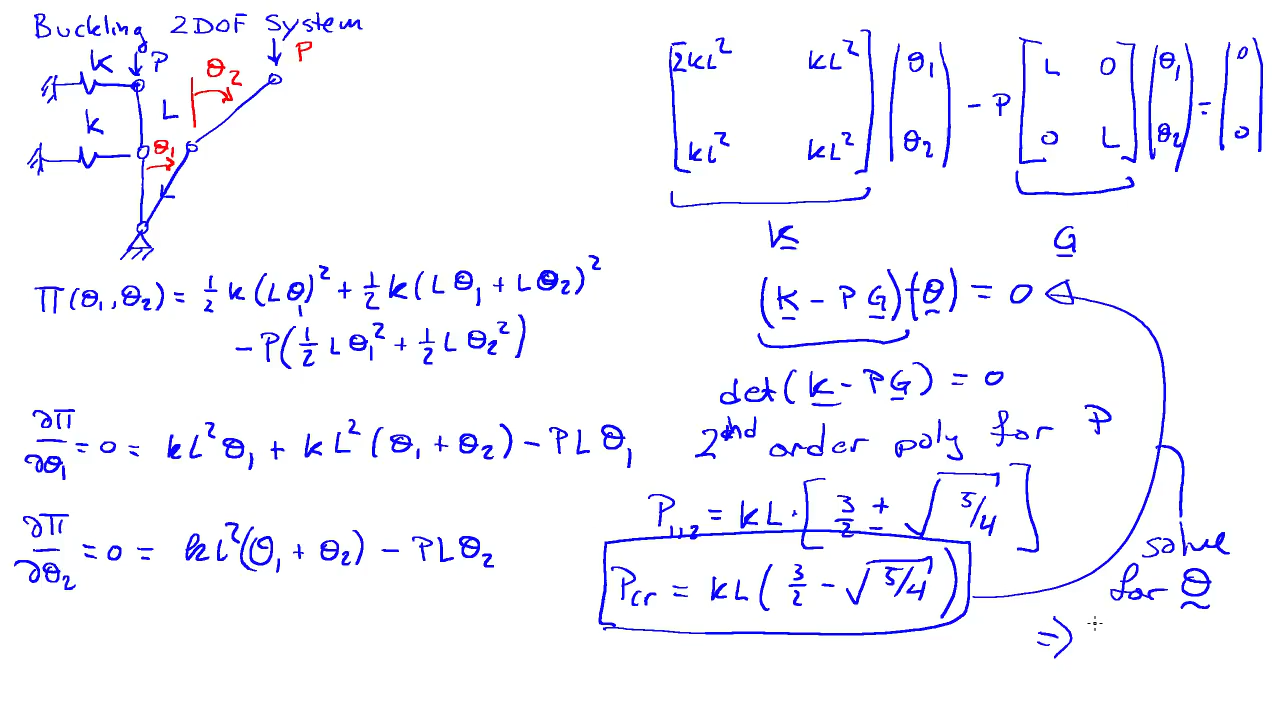 Buckling 2DOF System
k P P
θ₂
L
k
θ₁
L
Π(θ₁,θ₂) = 1/2 k(Lθ₁)² + 1/2 k(Lθ₁ + Lθ₂)²
- P(1/2 Lθ₁² + 1/2 Lθ₂²)
∂Π/∂θ₁ = 0 = kL²θ₁ + kL²(θ₁ + θ₂) - PLθ₁
∂Π/∂θ₂ = 0 = kL²(θ₁ + θ₂) - PLθ₂
[2kL² kL²] (θ₁) - P [L 0] (θ₁) = (0)
[kL² kL²] (θ₂) [0 L] (θ₂) (0)
K G
(K - PG)(θ) = 0
det(K - PG) = 0
2nd order poly for P
P₁,₂ = kL · [3/2 ± √5/4]
Pcr = kL(3/2 - √5/4)
solve
for θ
=>